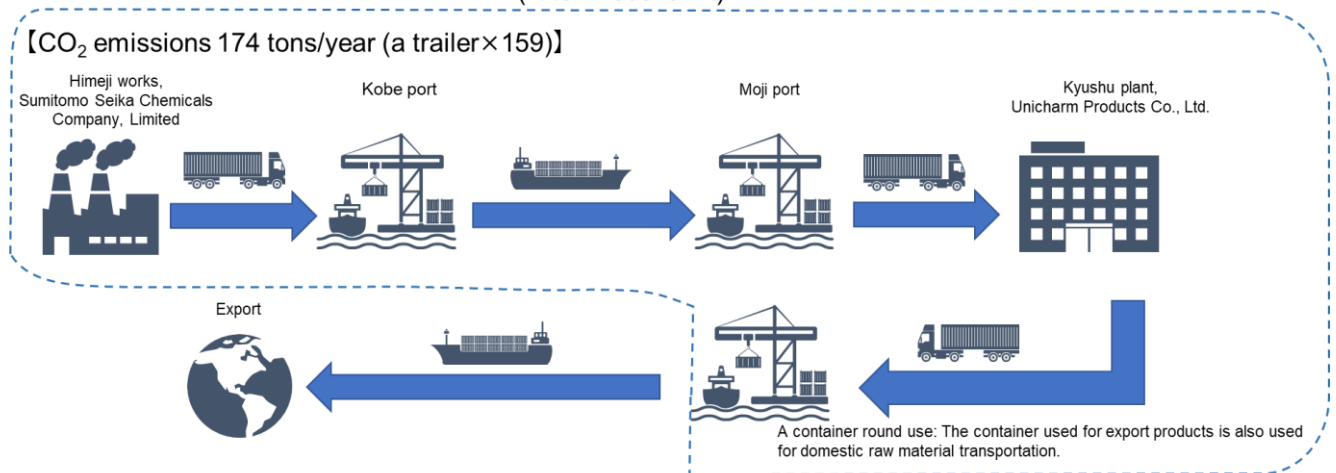 【CO₂ emissions 174 tons/year (a trailer×159)】
Himeji works,
Sumitomo Seika Chemicals
Company, Limited
Kobe port
Moji port
Kyushu plant,
Unicharm Products Co., Ltd.
Export
A container round use: The container used for export products is also used
for domestic raw material transportation.